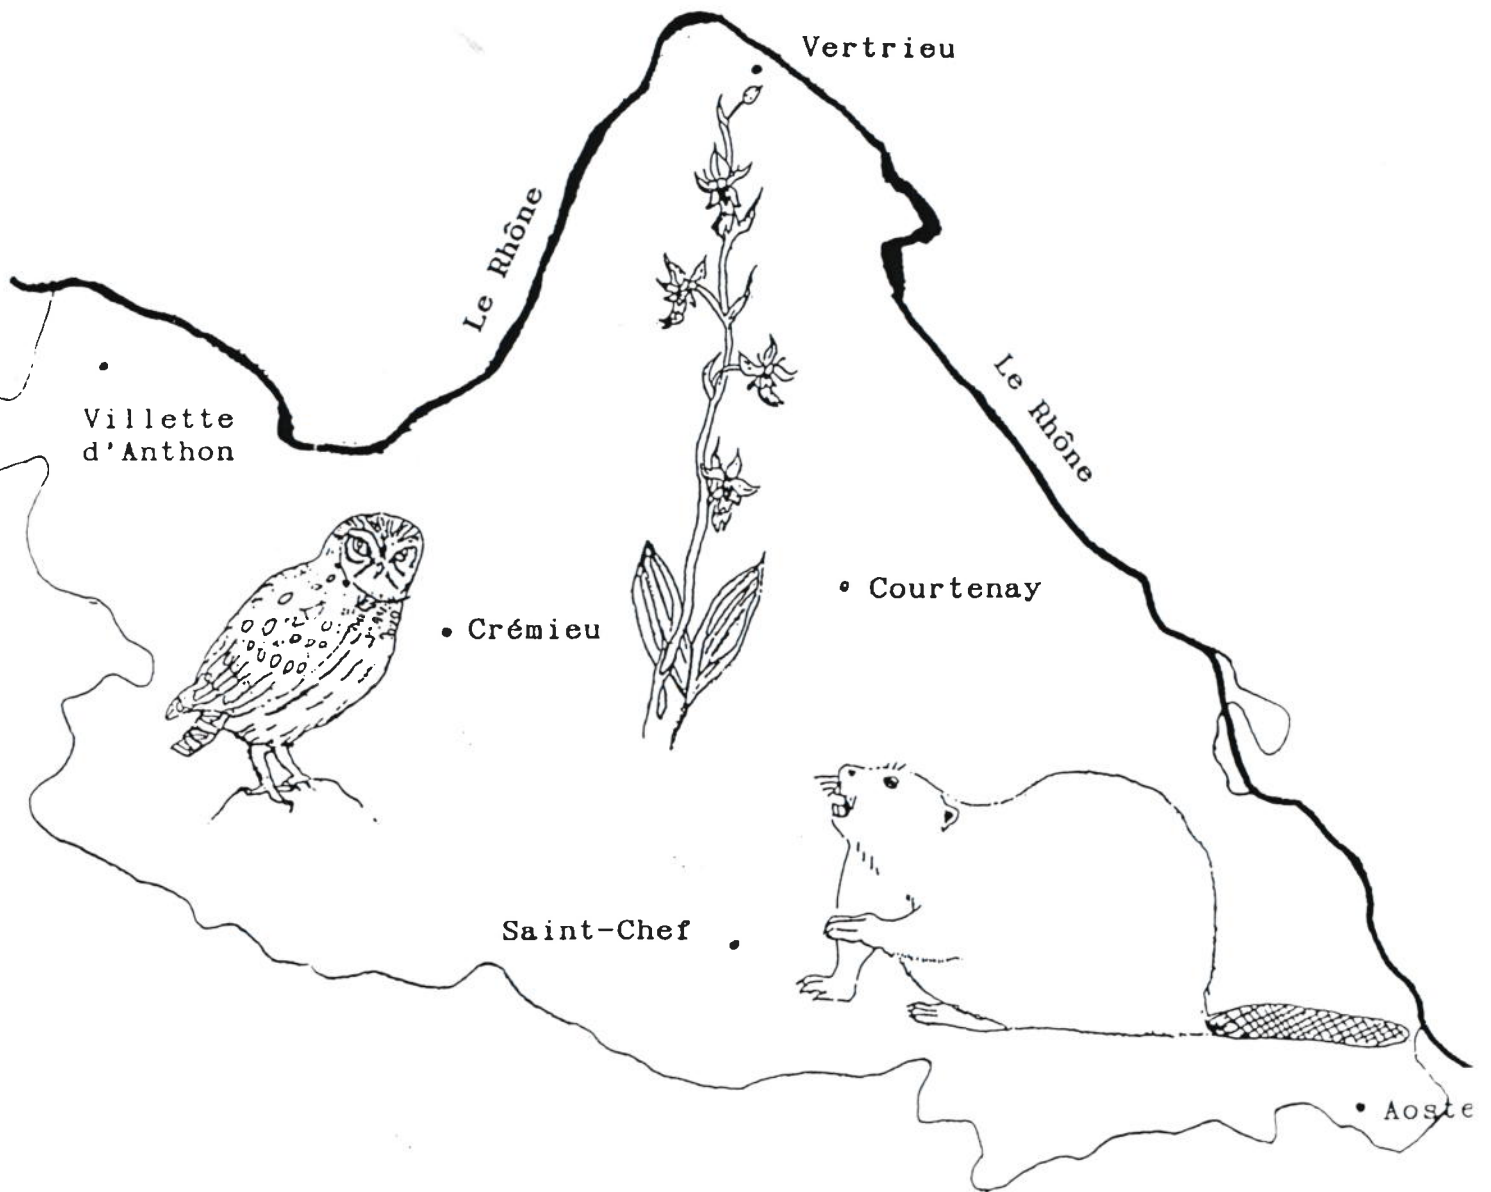 Vertrieu
Le Rhône
Le Rhône
Villette
d'Anthon
Courtenay
Crémieu
Saint-Chef
Aoste